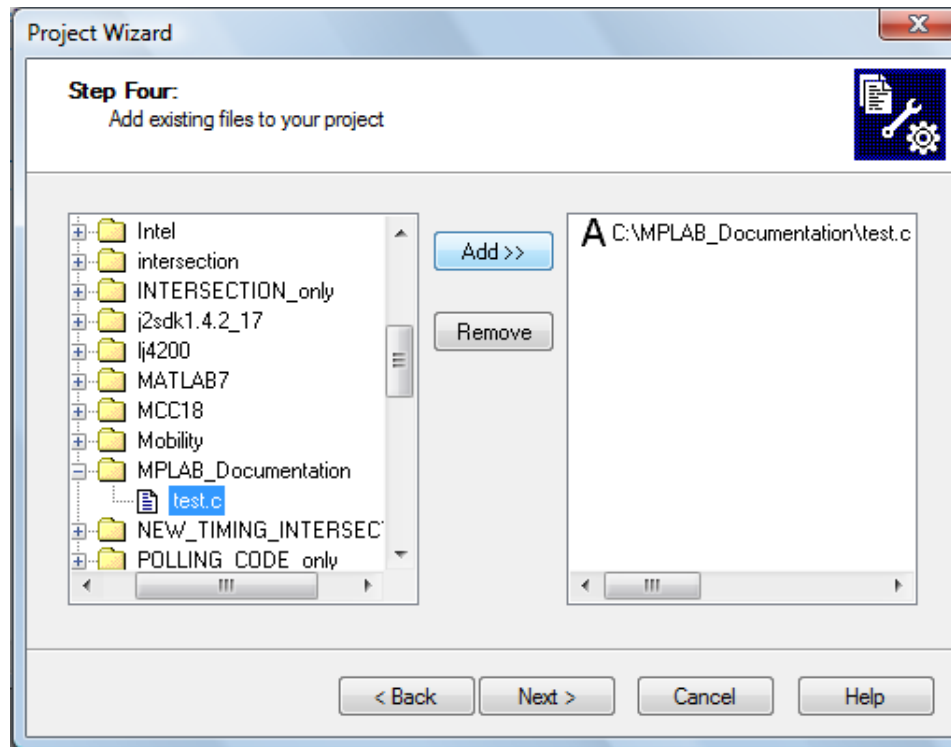 Project Wizard
Step Four:
Add existing files to your project
Intel
intersection
INTERSECTION_only
j2sdk1.4.2_17
lj4200
MATLAB7
MCC18
Mobility
MPLAB_Documentation
test.c
NEW_TIMING_INTERSEC
POLLING_CODE_only
Add >>
Remove
A C:\MPLAB_Documentation\test.c
< Back
Next >
Cancel
Help